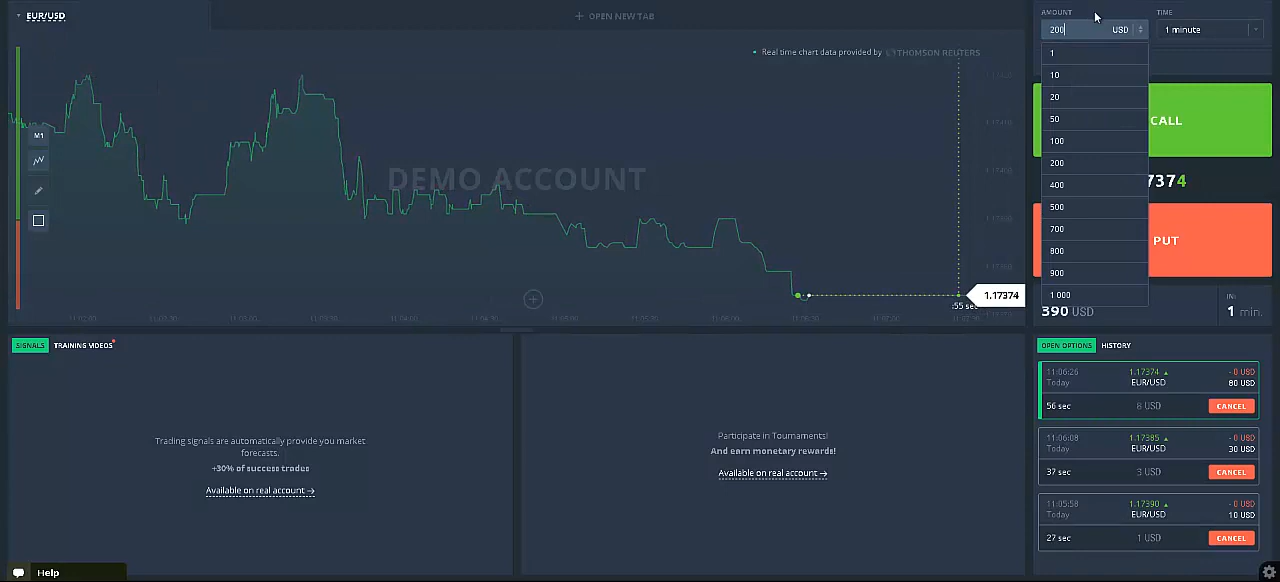 EUR/USD
+ OPEN NEW TAB
Real time chart data provided by THOMSON REUTERS
M1
DEMO ACCOUNT
1.17374
:55 sec
AMOUNT
TIME
200 USD
1 minute
1
10
20
50
100
200
400
500
700
800
900
1 000
CALL
7374
PUT
390 USD
1 min.
SIGNALS TRAINING VIDEOS
Trading signals are automatically provide you market
forecasts.
+30% of success trades
Available on real account →
Participate in Tournaments!
And earn monetary rewards!
Available on real account →
OPEN OPTIONS HISTORY
11:06:26 1.17374 ▲ - 0 USD
Today EUR/USD 80 USD
56 sec 8 USD CANCEL
11:06:08 1.17385 ▲ - 0 USD
Today EUR/USD 30 USD
37 sec 3 USD CANCEL
11:05:58 1.17390 ▲ - 0 USD
Today EUR/USD 10 USD
27 sec 1 USD CANCEL
Help